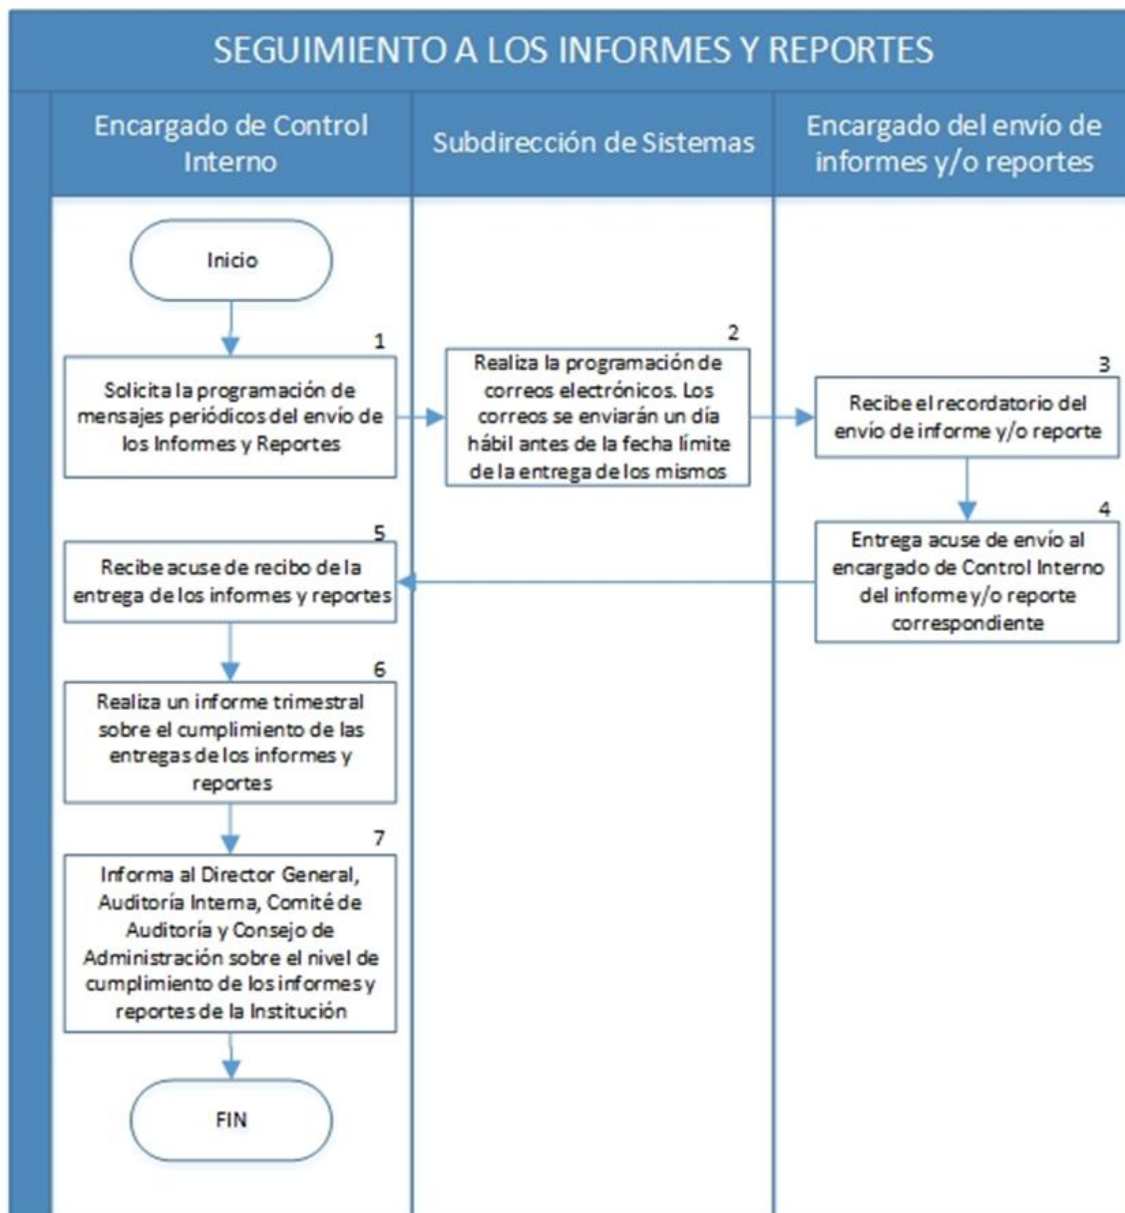 SEGUIMIENTO A LOS INFORMES Y REPORTES
Encargado de Control
Interno
Subdirección de Sistemas
Encargado del envío de
informes y/o reportes
Inicio
1
Solicita la programación de
mensajes periódicos del envío de
los Informes y Reportes
2
Realiza la programación de
correos electrónicos. Los
correos se enviarán un día
hábil antes de la fecha límite
de la entrega de los mismos
3
Recibe el recordatorio del
envío de informe y/o reporte
4
Entrega acuse de envío al
encargado de Control Interno
del informe y/o reporte
correspondiente
5
Recibe acuse de recibo de la
entrega de los informes y reportes
6
Realiza un informe trimestral
sobre el cumplimiento de las
entregas de los informes y
reportes
7
Informa al Director General,
Auditoría Interna, Comité de
Auditoría y Consejo de
Administración sobre el nivel de
cumplimiento de los informes y
reportes de la Institución
FIN